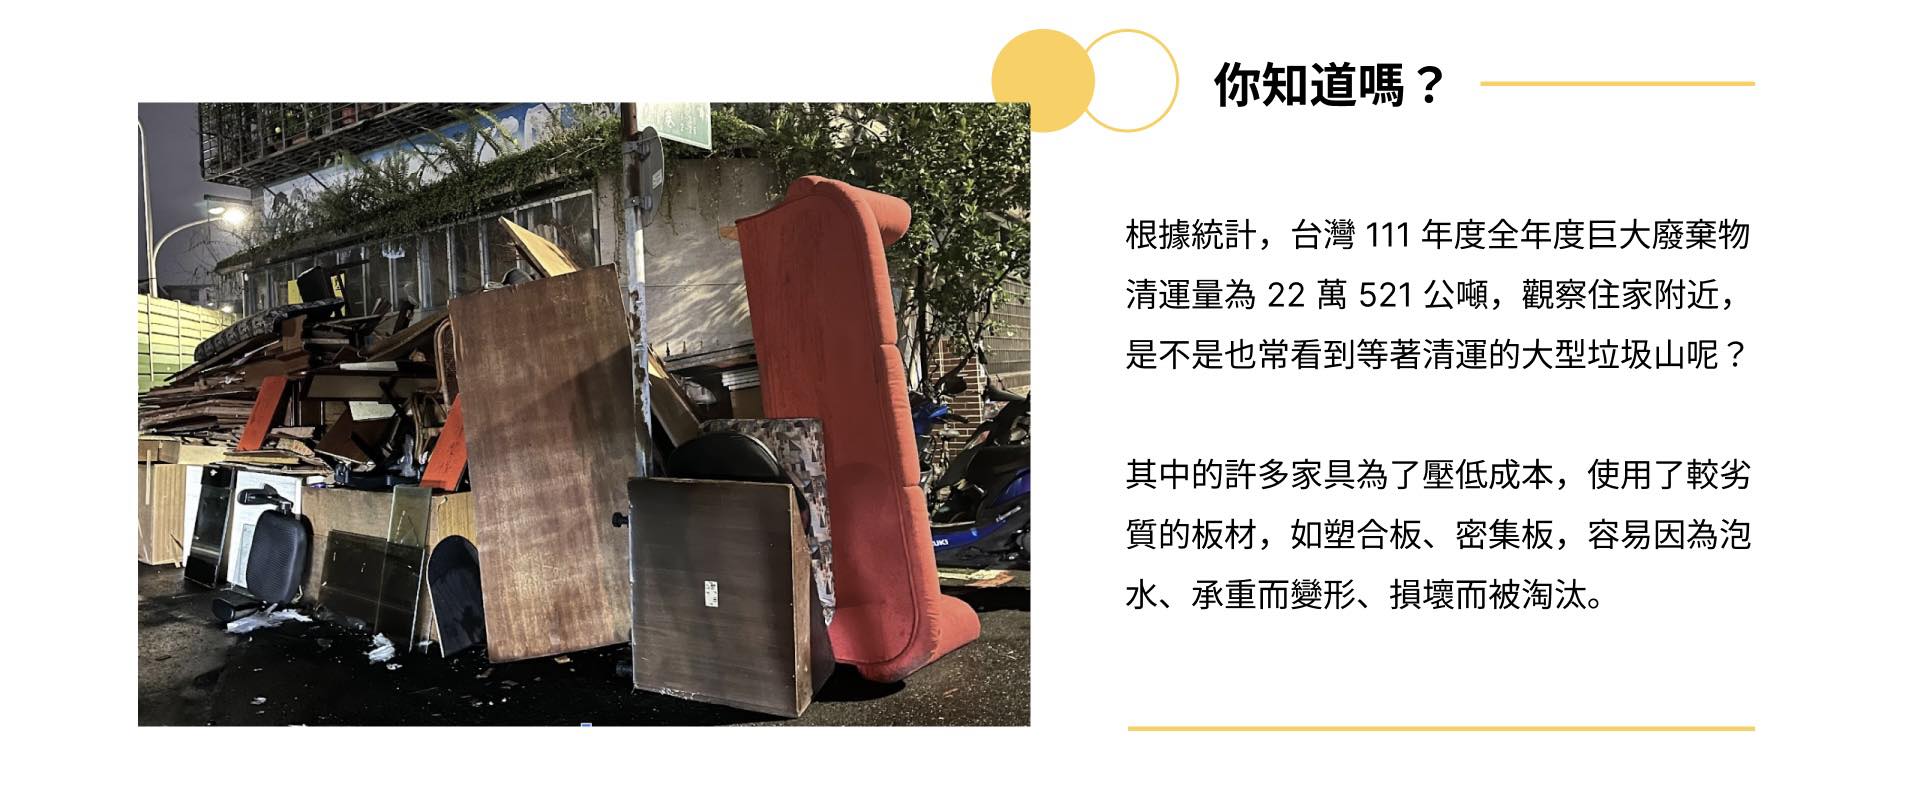 你知道嗎？
根據統計，台灣 111 年度全年度巨大廢棄物
清運量為 22 萬 521 公噸，觀察住家附近，
是不是也常看到等著清運的大型垃圾山呢？
其中的許多家具為了壓低成本，使用了較劣
質的板材，如塑合板、密集板，容易因為泡
水、承重而變形、損壞而被淘汰。